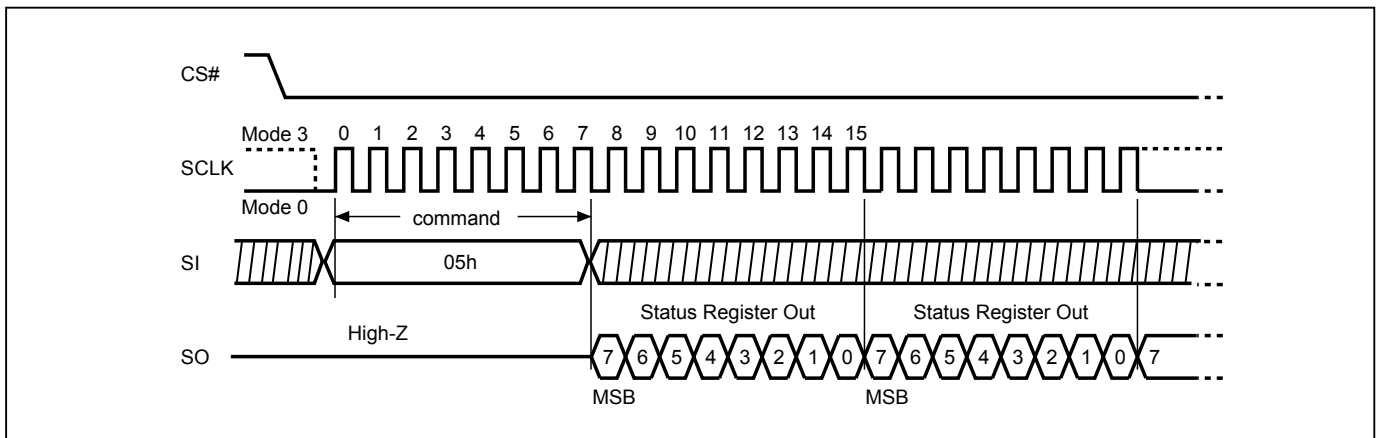 CS#
Mode 3 0 1 2 3 4 5 6 7 8 9 10 11 12 13 14 15
SCLK
Mode 0
command
SI 05h
Status Register Out Status Register Out
High-Z
SO 7 6 5 4 3 2 1 0 7 6 5 4 3 2 1 0 7
MSB MSB